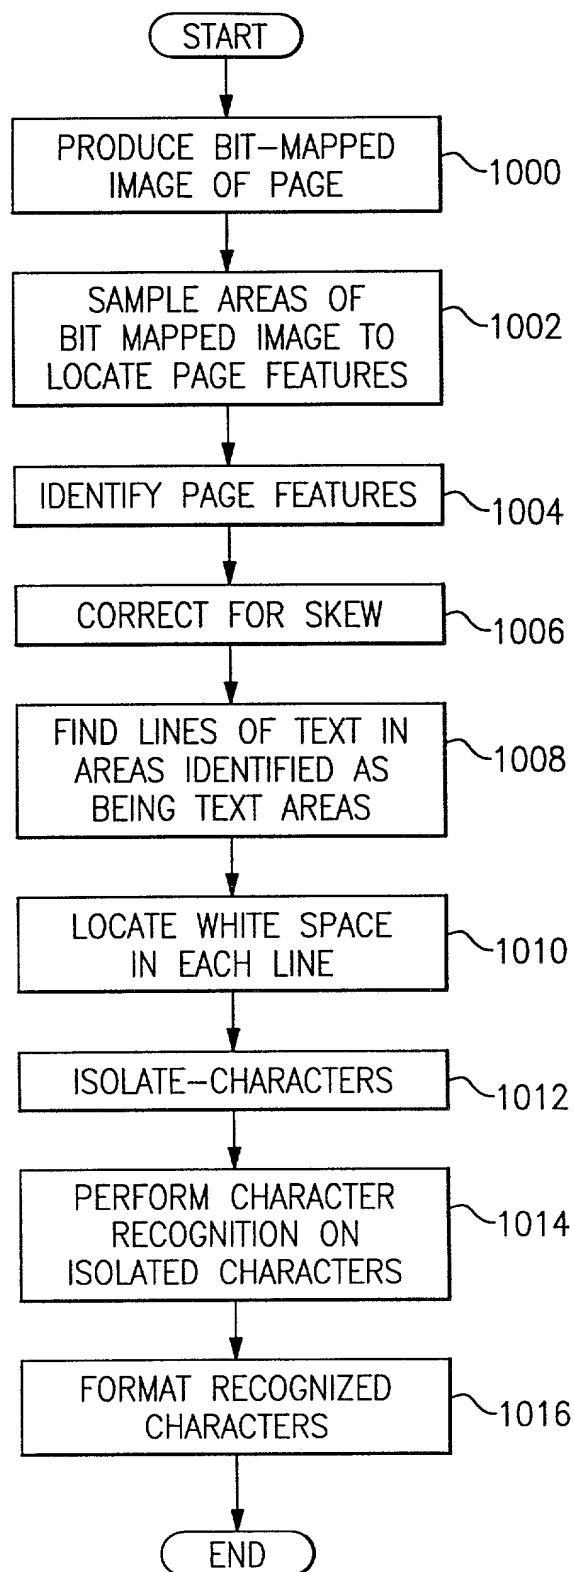 START
PRODUCE BIT-MAPPED
IMAGE OF PAGE
1000
SAMPLE AREAS OF
BIT MAPPED IMAGE TO
LOCATE PAGE FEATURES
1002
IDENTIFY PAGE FEATURES
1004
CORRECT FOR SKEW
1006
FIND LINES OF TEXT IN
AREAS IDENTIFIED AS
BEING TEXT AREAS
1008
LOCATE WHITE SPACE
IN EACH LINE
1010
ISOLATE-CHARACTERS
1012
PERFORM CHARACTER
RECOGNITION ON
ISOLATED CHARACTERS
1014
FORMAT RECOGNIZED
CHARACTERS
1016
END